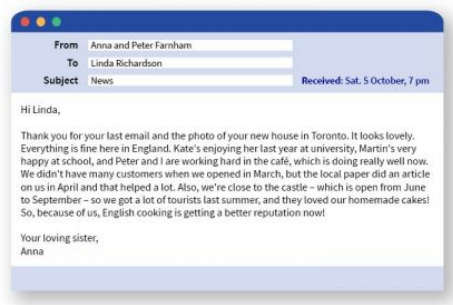 From Anna and Peter Farnham
To Linda Richardson
Subject News Received: Sat. 5 October, 7 pm
Hi Linda,
Thank you for your last email and the photo of your new house in Toronto. It looks lovely.
Everything is fine here in England. Kate's enjoying her last year at university, Martin's very
happy at school, and Peter and I are working hard in the café, which is doing really well now.
We didn't have many customers when we opened in March, but the local paper did an article
on us in April and that helped a lot. Also, we're close to the castle – which is open from June
to September – so we got a lot of tourists last summer, and they loved our homemade cakes!
So, because of us, English cooking is getting a better reputation now!
Your loving sister,
Anna